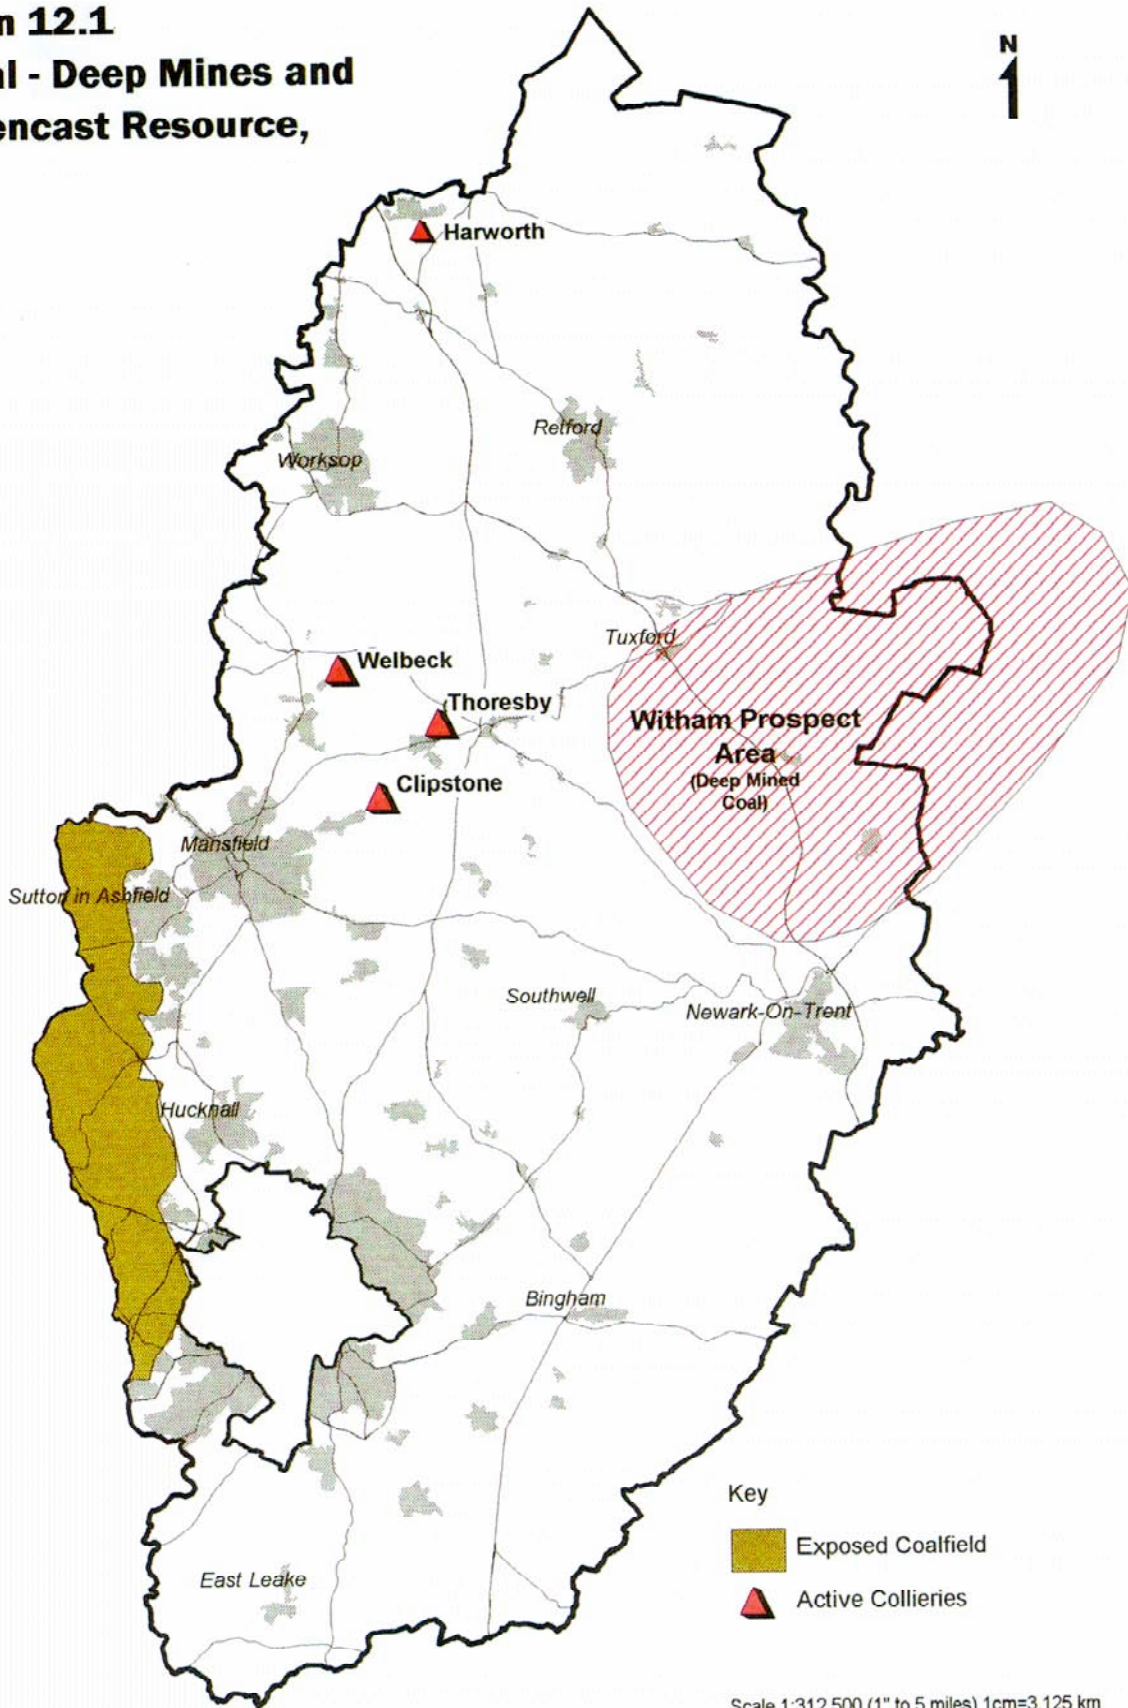 n 12.1
al - Deep Mines and
encast Resource,
N
Harworth
Retford
Worksop
Tuxford
Welbeck
Thoresby
Witham Prospect
Area
(Deep Mined
Coal)
Clipstone
Mansfield
Sutton in Ashfield
Southwell
Newark-On-Trent
Hucknall
Bingham
Key
Exposed Coalfield
Active Collieries
East Leake
Scale 1:312,500 (1" to 5 miles) 1cm=3.125 km